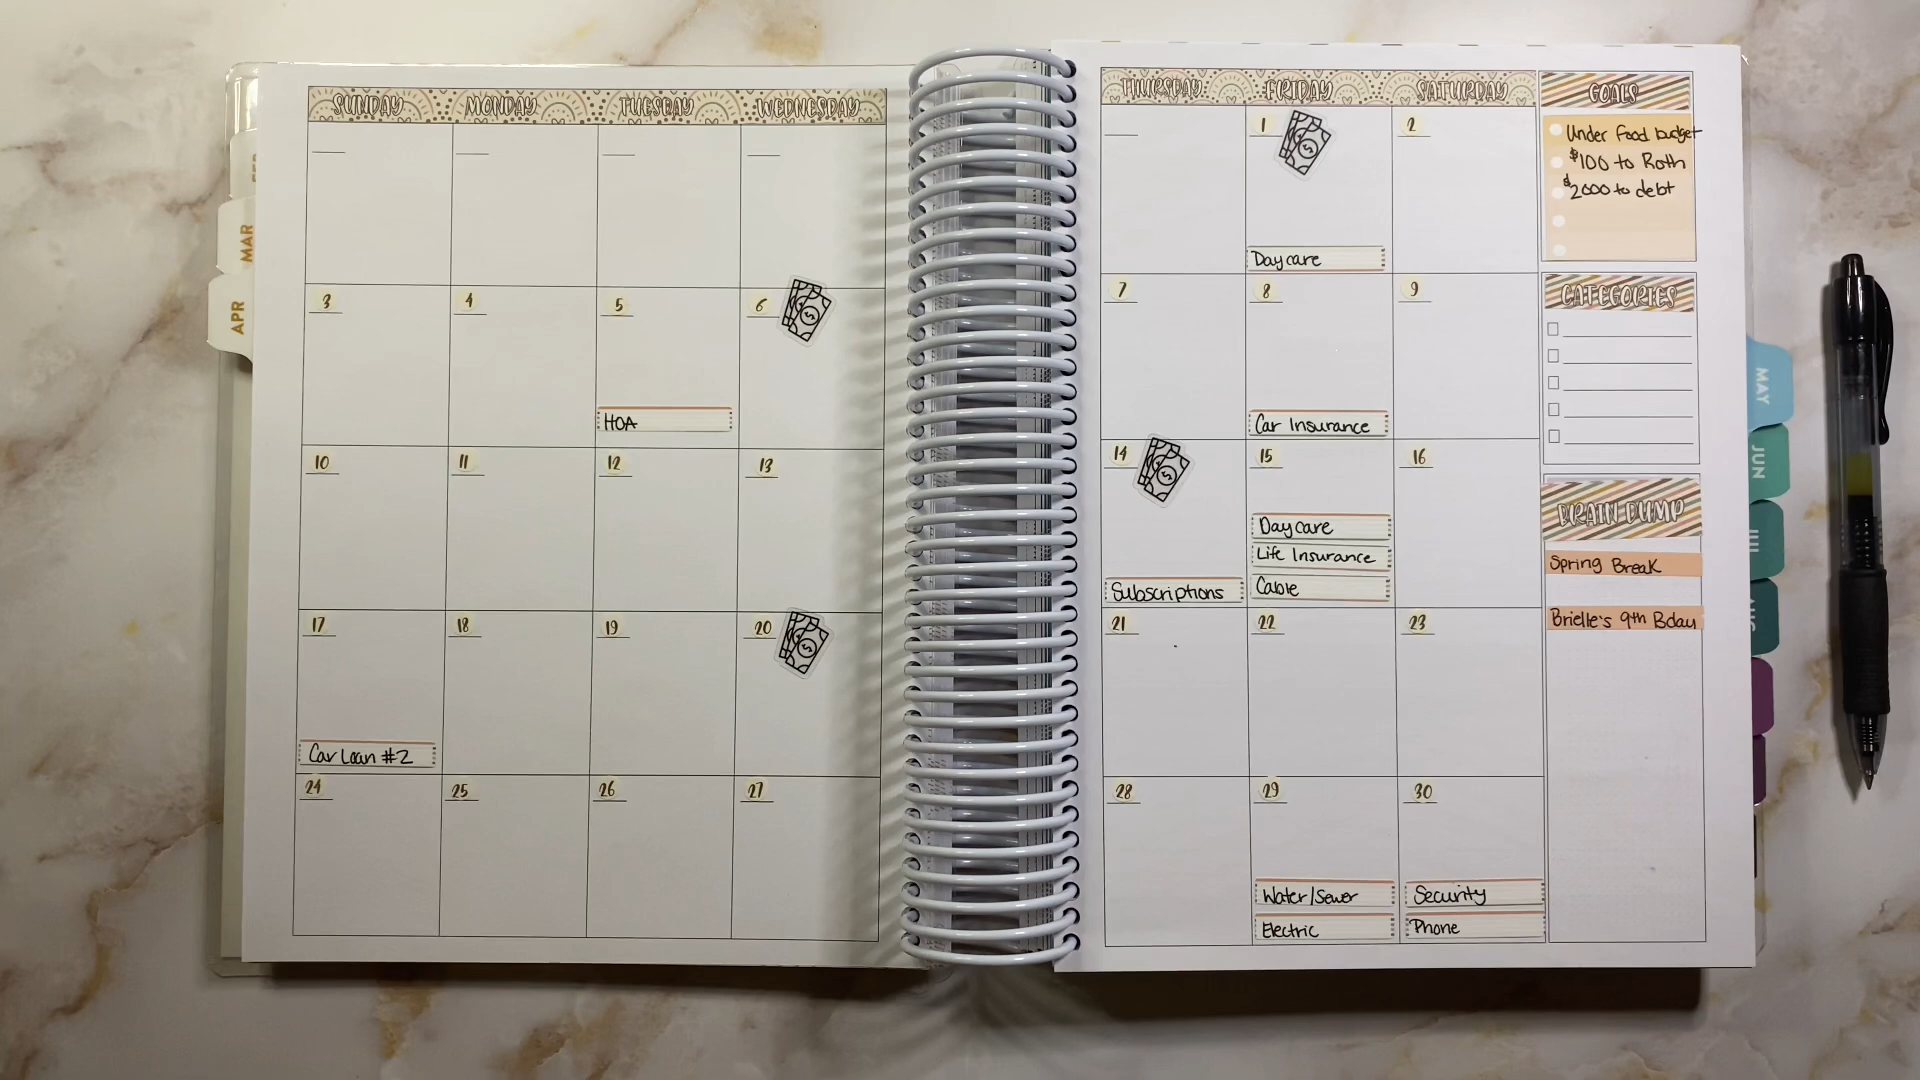 SUNDAY MONDAY TUESDAY WEDNESDAY
3 4 5 6
HOA
10 11 12 13
17 18 19 20
Car Loan #2
24 25 26 27
MAR
APR
THURSDAY FRIDAY SATURDAY
1 2
Daycare
7 8 9
Car Insurance
14 15 16
Daycare
Life Insurance
Subscriptions Cable
21 22 23
28 29 30
Water/Sewer Security
Electric Phone
GOALS
Under food budget
$100 to Roth
$2000 to debt
CATEGORIES
BRAIN DUMP
Spring Break
Brielle's 9th Bday
MAY
JUN
JUL
AUG